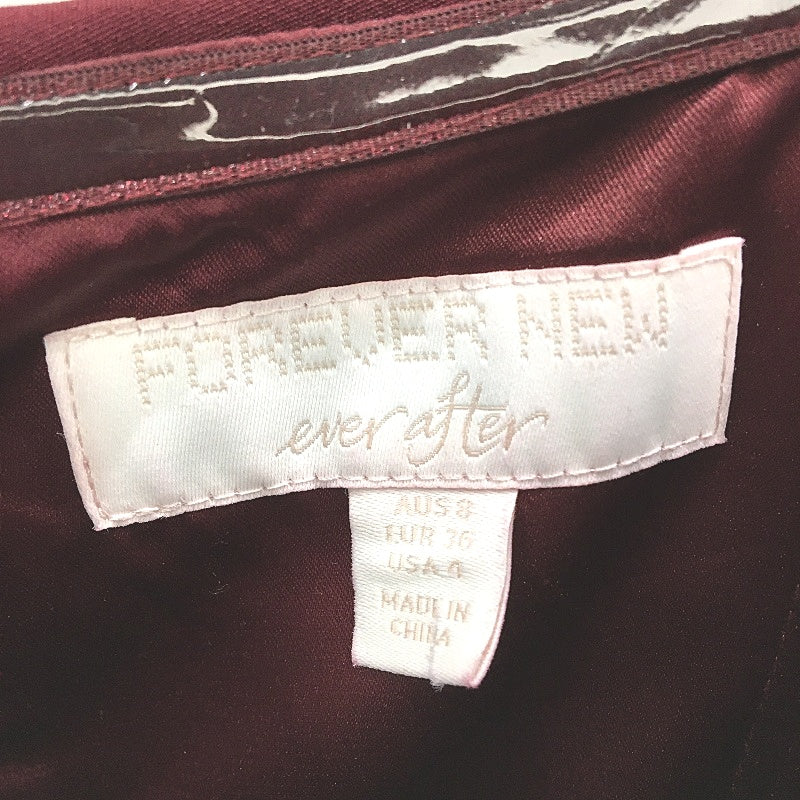 FOREVER NEW
ever after
AUS 8
EUR 36
USA 4
MADE IN
CHINA